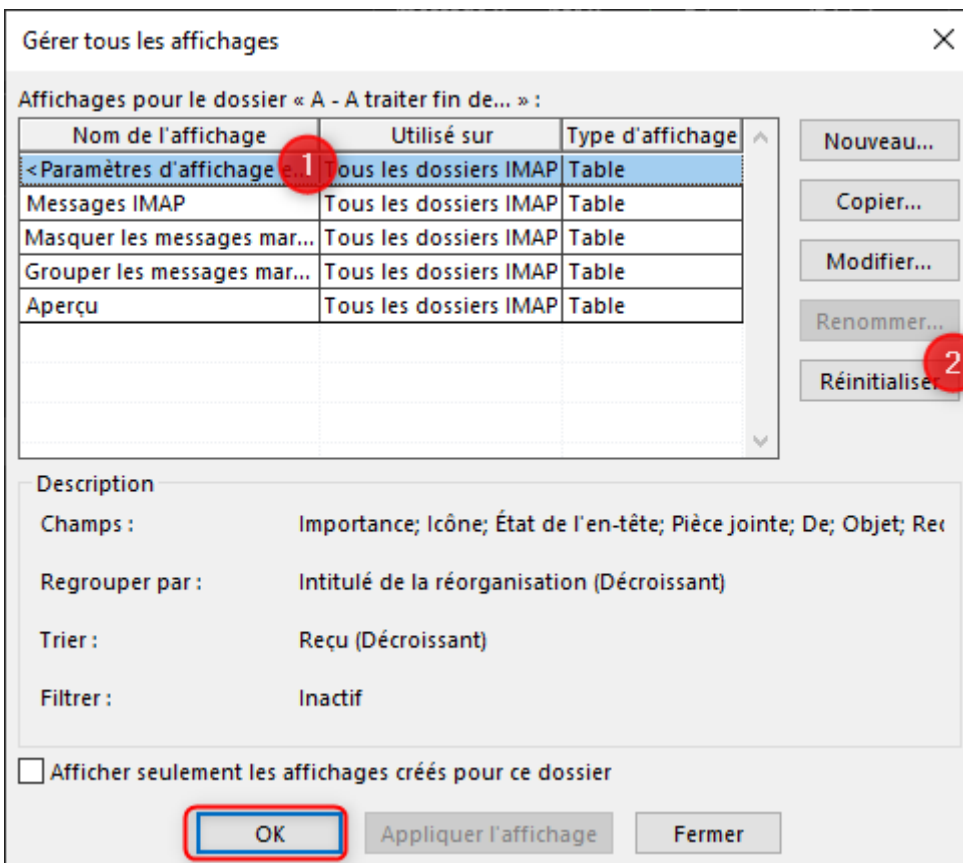 Gérer tous les affichages
Affichages pour le dossier « A - A traiter fin de... » :
Nom de l'affichage Utilisé sur Type d'affichage
<Paramètres d'affichage e... Tous les dossiers IMAP Table
1
Messages IMAP Tous les dossiers IMAP Table
Masquer les messages mar... Tous les dossiers IMAP Table
Grouper les messages mar... Tous les dossiers IMAP Table
Aperçu Tous les dossiers IMAP Table
Nouveau...
Copier...
Modifier...
Renommer...
2
Réinitialiser
Description
Champs : Importance; Icône; État de l'en-tête; Pièce jointe; De; Objet; Rec
Regrouper par : Intitulé de la réorganisation (Décroissant)
Trier : Reçu (Décroissant)
Filtrer : Inactif
Afficher seulement les affichages créés pour ce dossier
OK Appliquer l'affichage Fermer